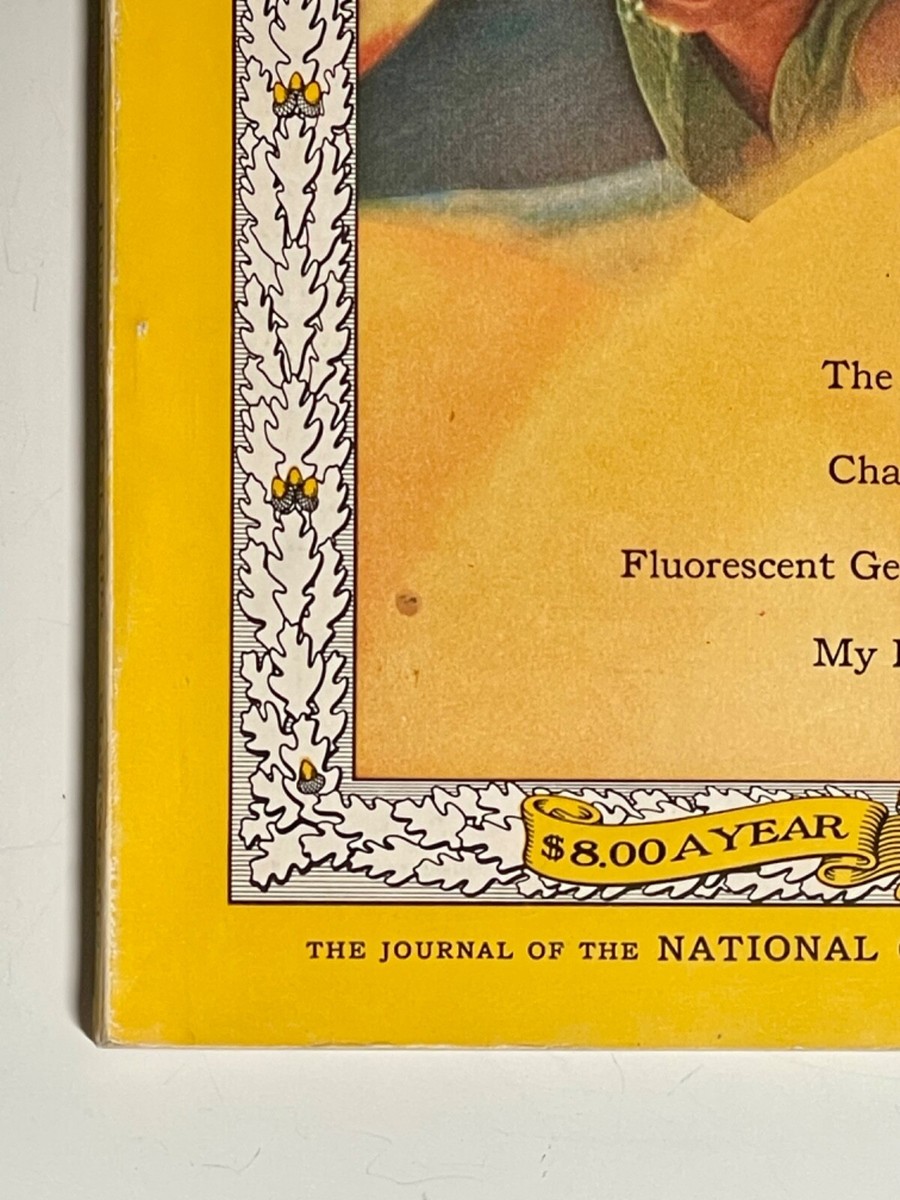 The
Cha
Fluorescent Ge
My
$8.00 A YEAR
THE JOURNAL OF THE NATIONAL